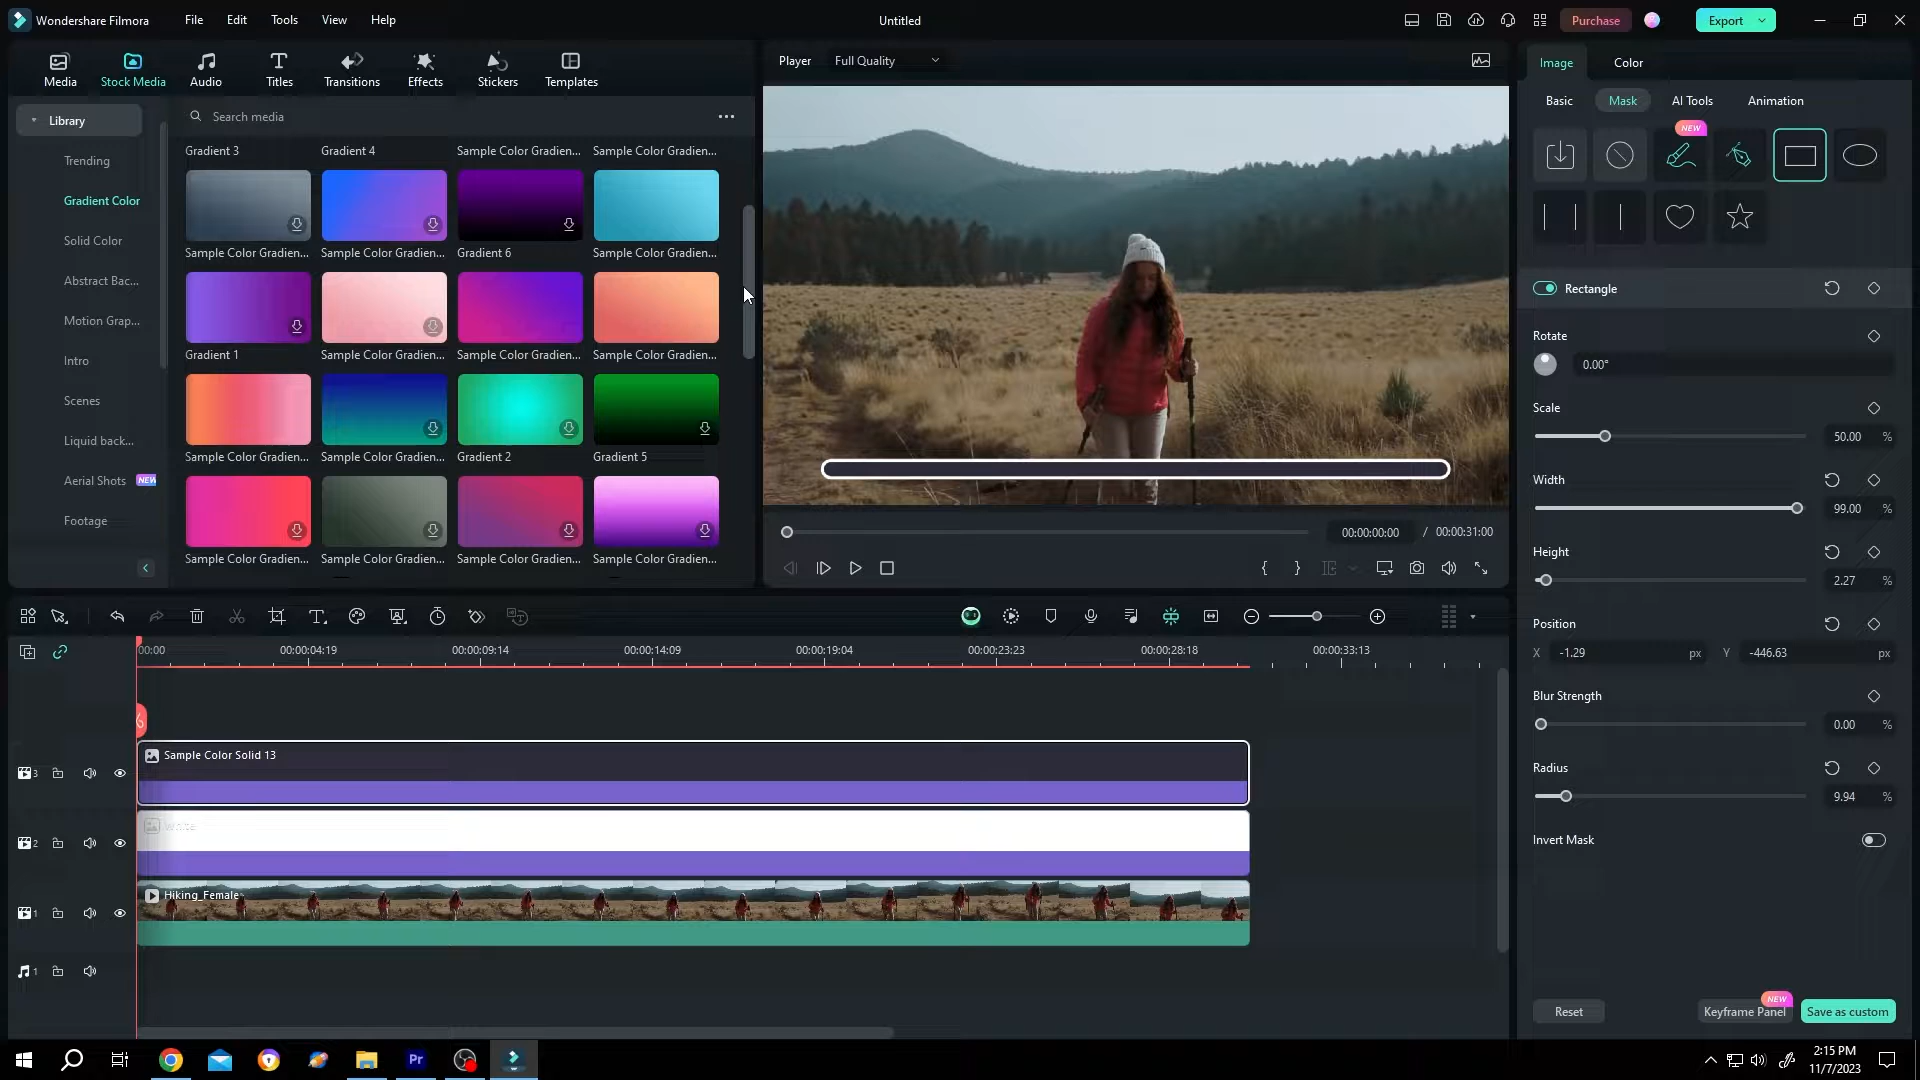 Wondershare Filmora
File
Edit
Tools
View
Help
Untitled
Purchase
Export
Media
Stock Media
Audio
Titles
Transitions
Effects
Stickers
Templates
Player
Full Quality
Image
Color
Library
Search media
Basic
Mask
AI Tools
Animation
NEW
Trending
Gradient Color
Solid Color
Abstract Bac...
Motion Grap...
Intro
Scenes
Liquid back...
Aerial Shots
NEW
Footage
Gradient 3
Gradient 4
Sample Color Gradien...
Sample Color Gradien...
Sample Color Gradien...
Sample Color Gradien...
Gradient 6
Sample Color Gradien...
Gradient 1
Sample Color Gradien...
Sample Color Gradien...
Sample Color Gradien...
Sample Color Gradien...
Sample Color Gradien...
Gradient 2
Gradient 5
Sample Color Gradien...
Sample Color Gradien...
Sample Color Gradien...
Sample Color Gradien...
00:00:00:00 / 00:00:31:00
Rectangle
Rotate
0.00°
Scale
50.00 %
Width
99.00 %
Height
2.27 %
Position
X -1.29 px Y -446.63 px
Blur Strength
0.00 %
Radius
9.94 %
Invert Mask
Reset
NEW
Keyframe Panel
Save as custom
00:00
00:00:04:19
00:00:09:14
00:00:14:09
00:00:19:04
00:00:23:23
00:00:28:18
00:00:33:13
3
Sample Color Solid 13
2
White
1
Hiking_Female
1
Pr
2:15 PM
11/7/2023